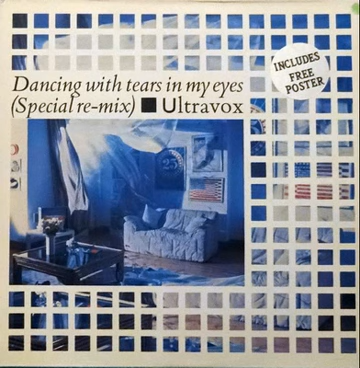 Dancing with tears in my eyes
(Special re-mix) ■ Ultravox
INCLUDES
FREE
POSTER